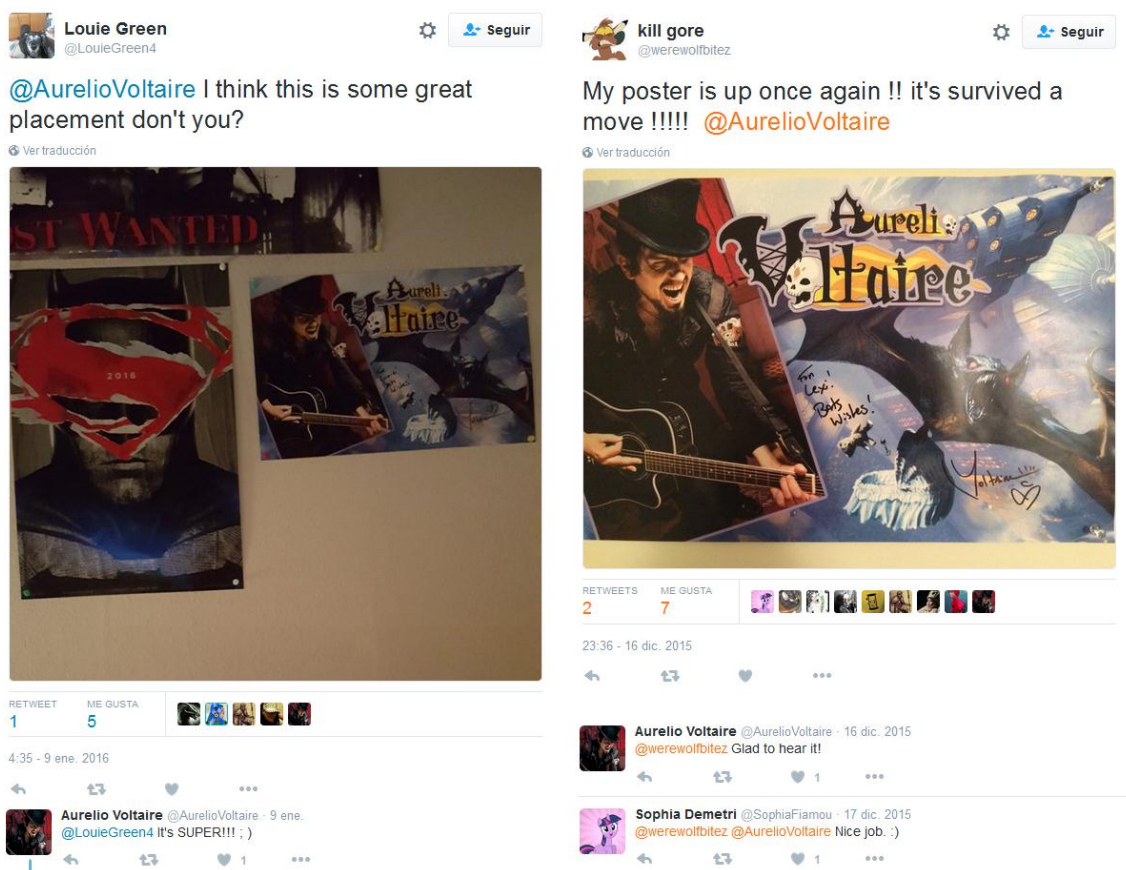 Louie Green
@LouieGreen4
Seguir
@AurelioVoltaire I think this is some great
placement don't you?
Ver traducción
ST WANTED
2016
Aureli
Voltaire
RETWEET
ME GUSTA
1
5
4:35 - 9 ene. 2016
Aurelio Voltaire @AurelioVoltaire · 9 ene.
@LouieGreen4 It's SUPER!!! ; )
1
kill gore
@werewolfbitez
Seguir
My poster is up once again !! it's survived a
move !!!!! @AurelioVoltaire
Ver traducción
Aureli
Voltaire
For
Lex!
Wishes!
Voltaire!!!!
RETWEETS
ME GUSTA
2
7
23:36 - 16 dic. 2015
Aurelio Voltaire @AurelioVoltaire · 16 dic. 2015
@werewolfbitez Glad to hear it!
1
Sophia Demetri @SophiaFiamou · 17 dic. 2015
@werewolfbitez @AurelioVoltaire Nice job. :)
1